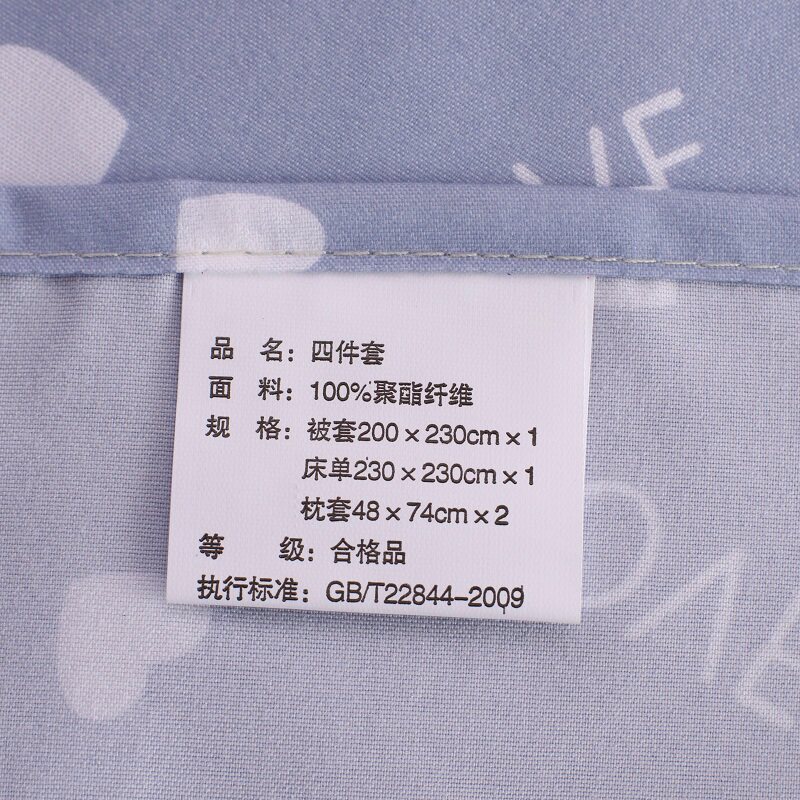 VE
品 名：四件套
面 料：100%聚酯纤维
规 格：被套200×230cm×1
床单230×230cm×1
枕套48×74cm×2
等 级：合格品
执行标准：GB/T22844-2009
OVE